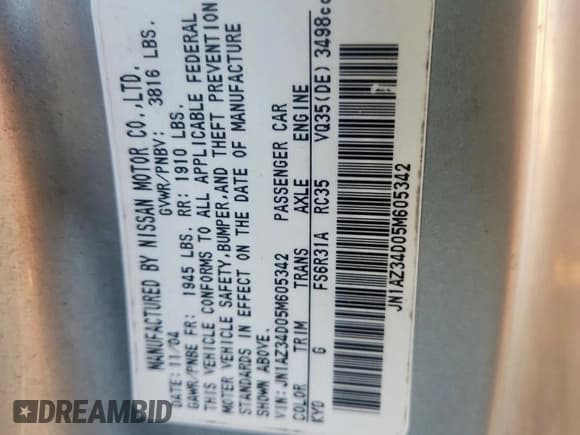 MANUFACTURED BY NISSAN MOTOR CO.,LTD.
DATE: 11/04 GVWR/PNBV: 3816 LBS.
GAWR/PNBE FR: 1945 LBS. RR: 1910 LBS.
THIS VEHICLE CONFORMS TO ALL APPLICABLE FEDERAL
MOTOR VEHICLE SAFETY,BUMPER,AND THEFT PREVENTION
STANDARDS IN EFFECT ON THE DATE OF MANUFACTURE
SHOWN ABOVE.
VIN: JN1AZ34D05M605342 PASSENGER CAR
COLOR TRIM TRANS AXLE ENGINE
KY0 G FS6R31A RC35 VQ35(DE) 3498cc
JN1AZ34D05M605342
DREAMBID